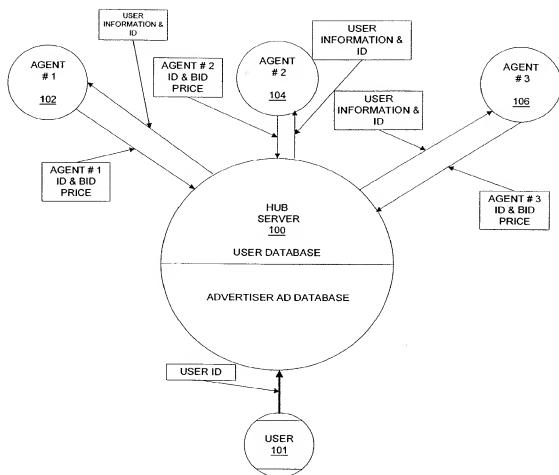 USER
INFORMATION &
ID
AGENT
# 1
102
AGENT # 2
ID & BID
PRICE
AGENT
# 2
104
USER
INFORMATION &
ID
AGENT # 3
106
USER
INFORMATION &
ID
AGENT # 1
ID & BID
PRICE
AGENT # 3
ID & BID
PRICE
HUB
SERVER
100
USER DATABASE
ADVERTISER AD DATABASE
USER ID
USER
101